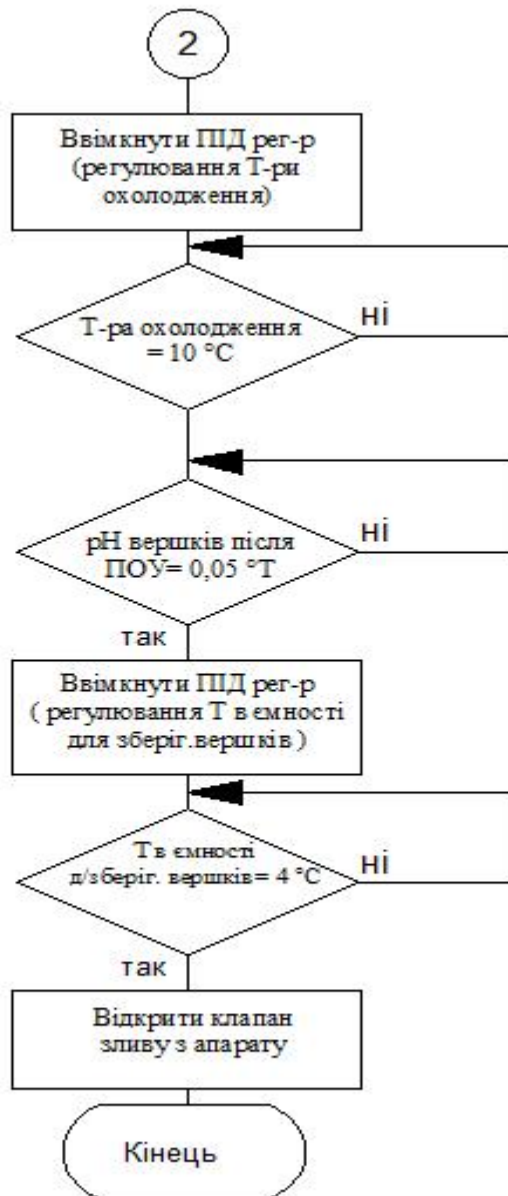 2
Ввімкнути ПІД рег-р
(регулювання Т-ри
охолодження)
Т-ра охолодження
= 10 °C
ні
рН вершків після
ПОУ= 0,05 °Т
ні
так
Ввімкнути ПІД рег-р
( регулювання Т в ємності
для зберіг.вершків )
Т в ємності
д/зберіг. вершків= 4 °C
ні
так
Відкрити клапан
зливу з апарату
Кінець